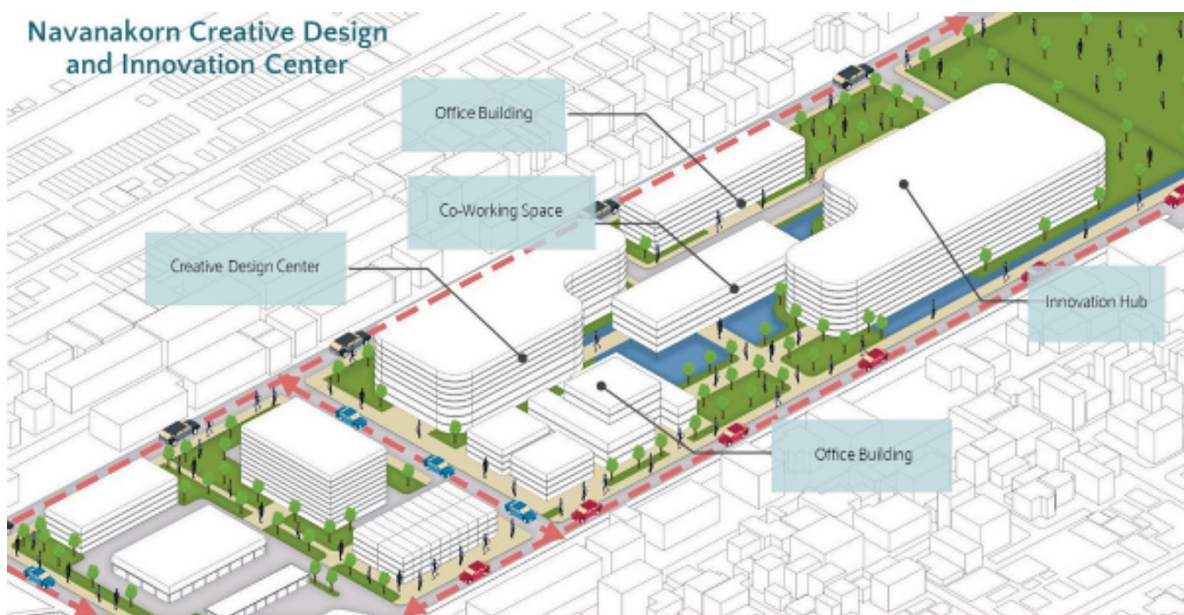 Navanakorn Creative Design
and Innovation Center
Office Building
Co-Working Space
Creative Design Center
Innovation Hub
Office Building